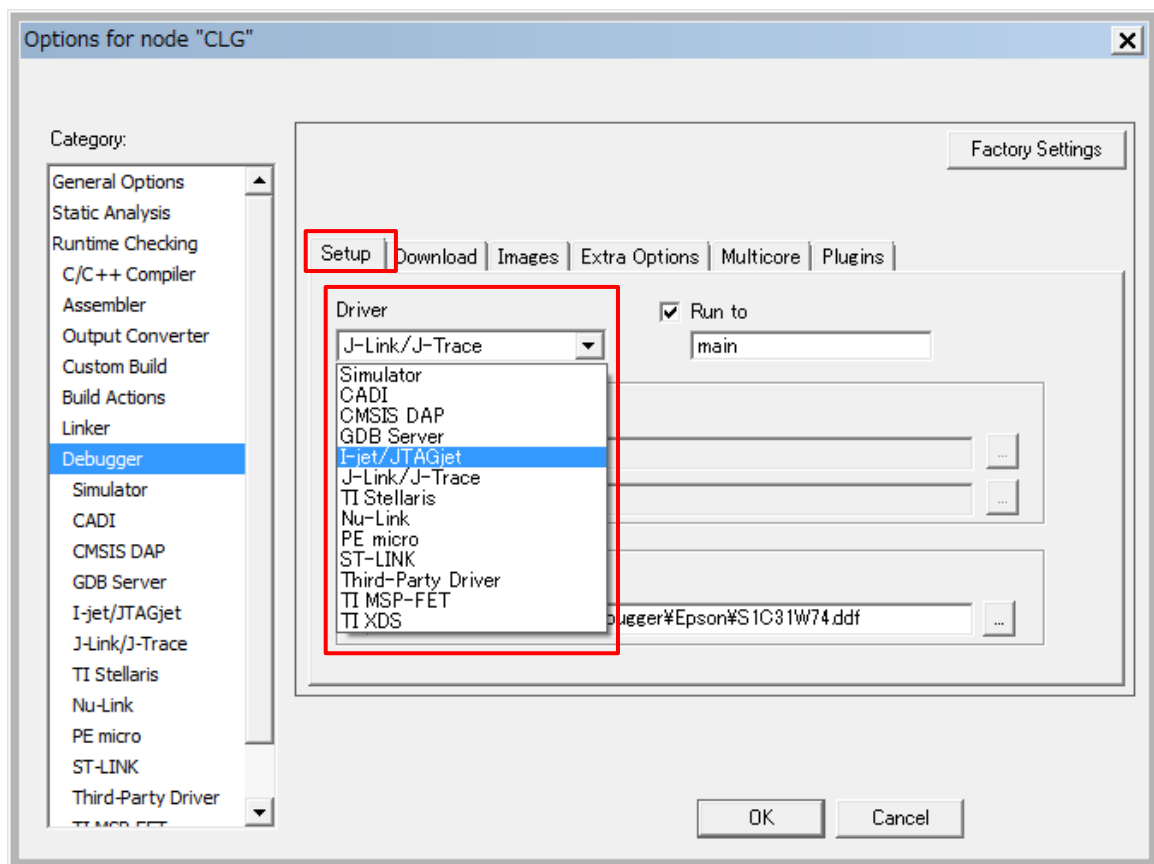 Options for node "CLG"
Category:
General Options
Static Analysis
Runtime Checking
C/C++ Compiler
Assembler
Output Converter
Custom Build
Build Actions
Linker
Debugger
Simulator
CADI
CMSIS DAP
GDB Server
I-jet/JTAGjet
J-Link/J-Trace
TI Stellaris
Nu-Link
PE micro
ST-LINK
Third-Party Driver
TI MSP-FET
Factory Settings
Setup
Download
Images
Extra Options
Multicore
Plugins
Driver
J-Link/J-Trace
Simulator
CADI
CMSIS DAP
GDB Server
I-jet/JTAGjet
J-Link/J-Trace
TI Stellaris
Nu-Link
PE micro
ST-LINK
Third-Party Driver
TI MSP-FET
TI XDS
Run to
main
...
...
ugger¥Epson¥S1C31W74.ddf
...
OK
Cancel